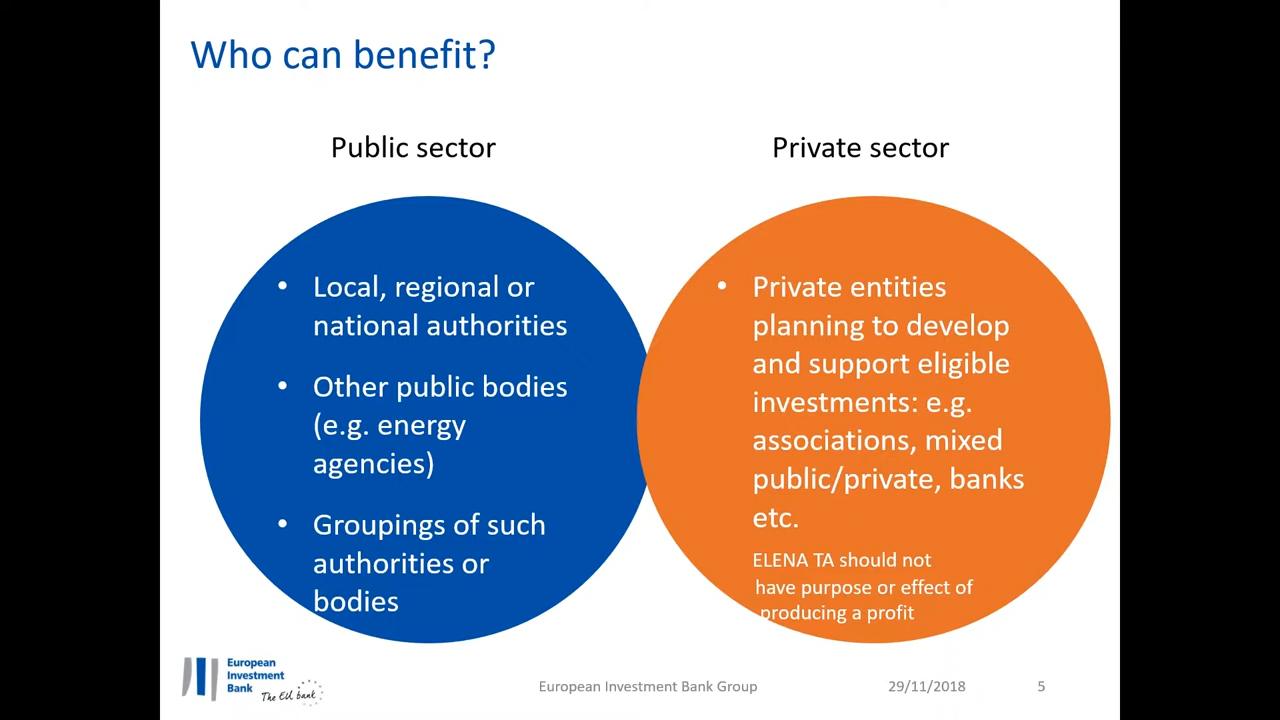 Who can benefit?
Public sector
• Local, regional or
national authorities
• Other public bodies
(e.g. energy
agencies)
• Groupings of such
authorities or
bodies
Private sector
• Private entities
planning to develop
and support eligible
investments: e.g.
associations, mixed
public/private, banks
etc.
ELENA TA should not
have purpose or effect of
producing a profit
European
Investment
Bank
The EU bank
European Investment Bank Group
29/11/2018
5